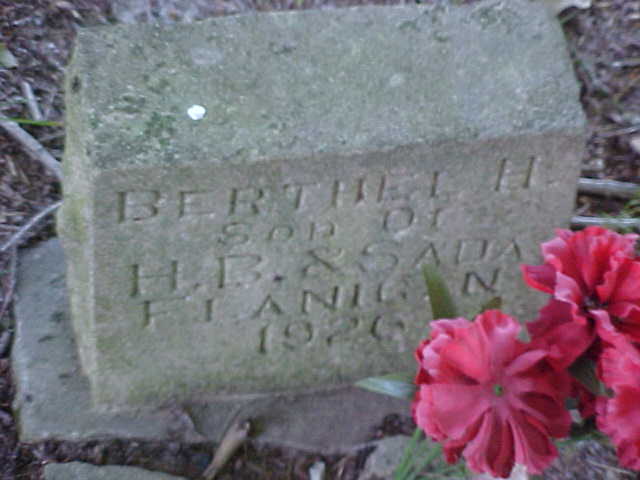 BERTHEL H.
Son Of
H.B. & SADA
FLANIGAN
1926